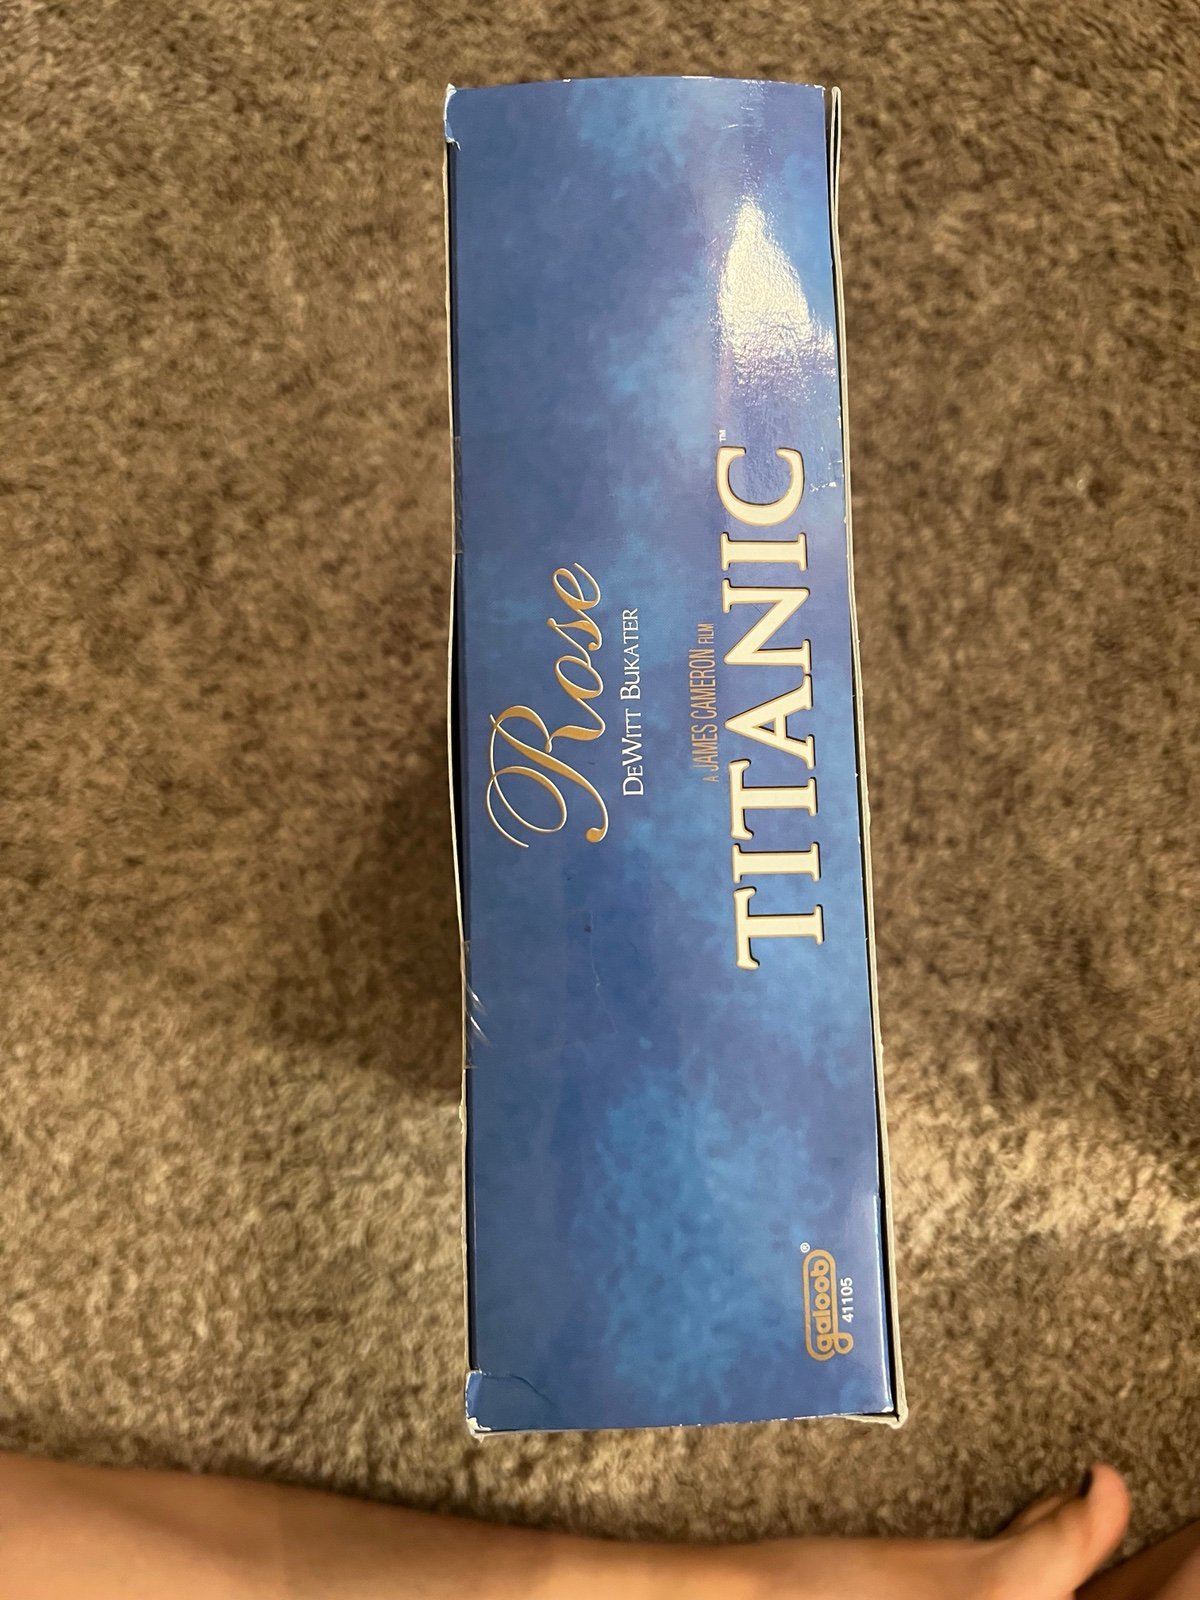 Rose
DEWITT BUKATER
A JAMES CAMERON FILM
TITANIC™
galoob®
41105